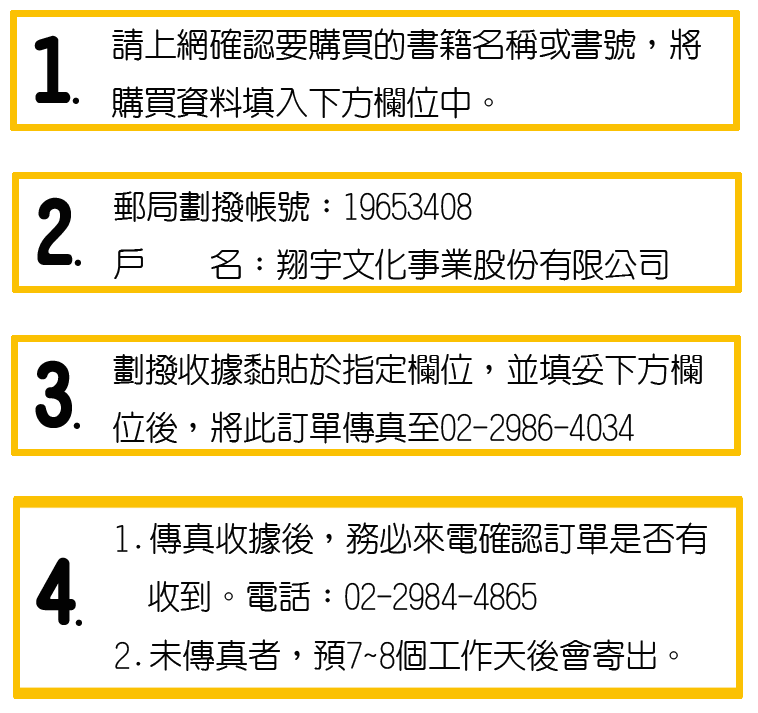 1. 請上網確認要購買的書籍名稱或書號，將
購買資料填入下方欄位中。
2. 郵局劃撥帳號：19653408
戶　　名：翔宇文化事業股份有限公司
3. 劃撥收據黏貼於指定欄位，並填妥下方欄
位後，將此訂單傳真至02-2986-4034
4. 1.傳真收據後，務必來電確認訂單是否有
收到。電話：02-2984-4865
2.未傳真者，預7~8個工作天後會寄出。